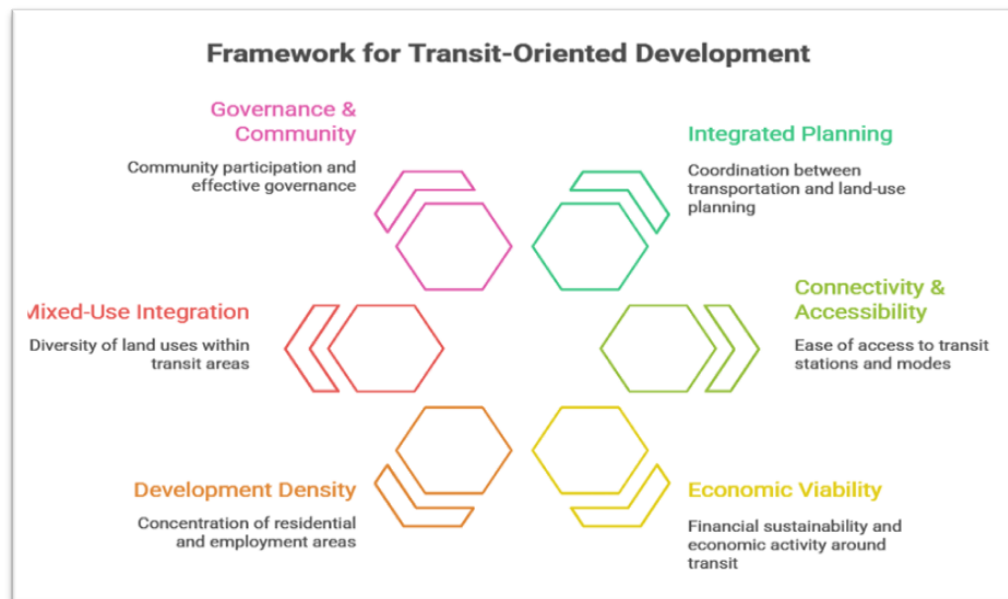 Framework for Transit-Oriented Development
Governance &
Community
Community participation and
effective governance
Integrated Planning
Coordination between
transportation and land-use
planning
Mixed-Use Integration
Diversity of land uses within
transit areas
Connectivity &
Accessibility
Ease of access to transit
stations and modes
Development Density
Concentration of residential
and employment areas
Economic Viability
Financial sustainability and
economic activity around
transit